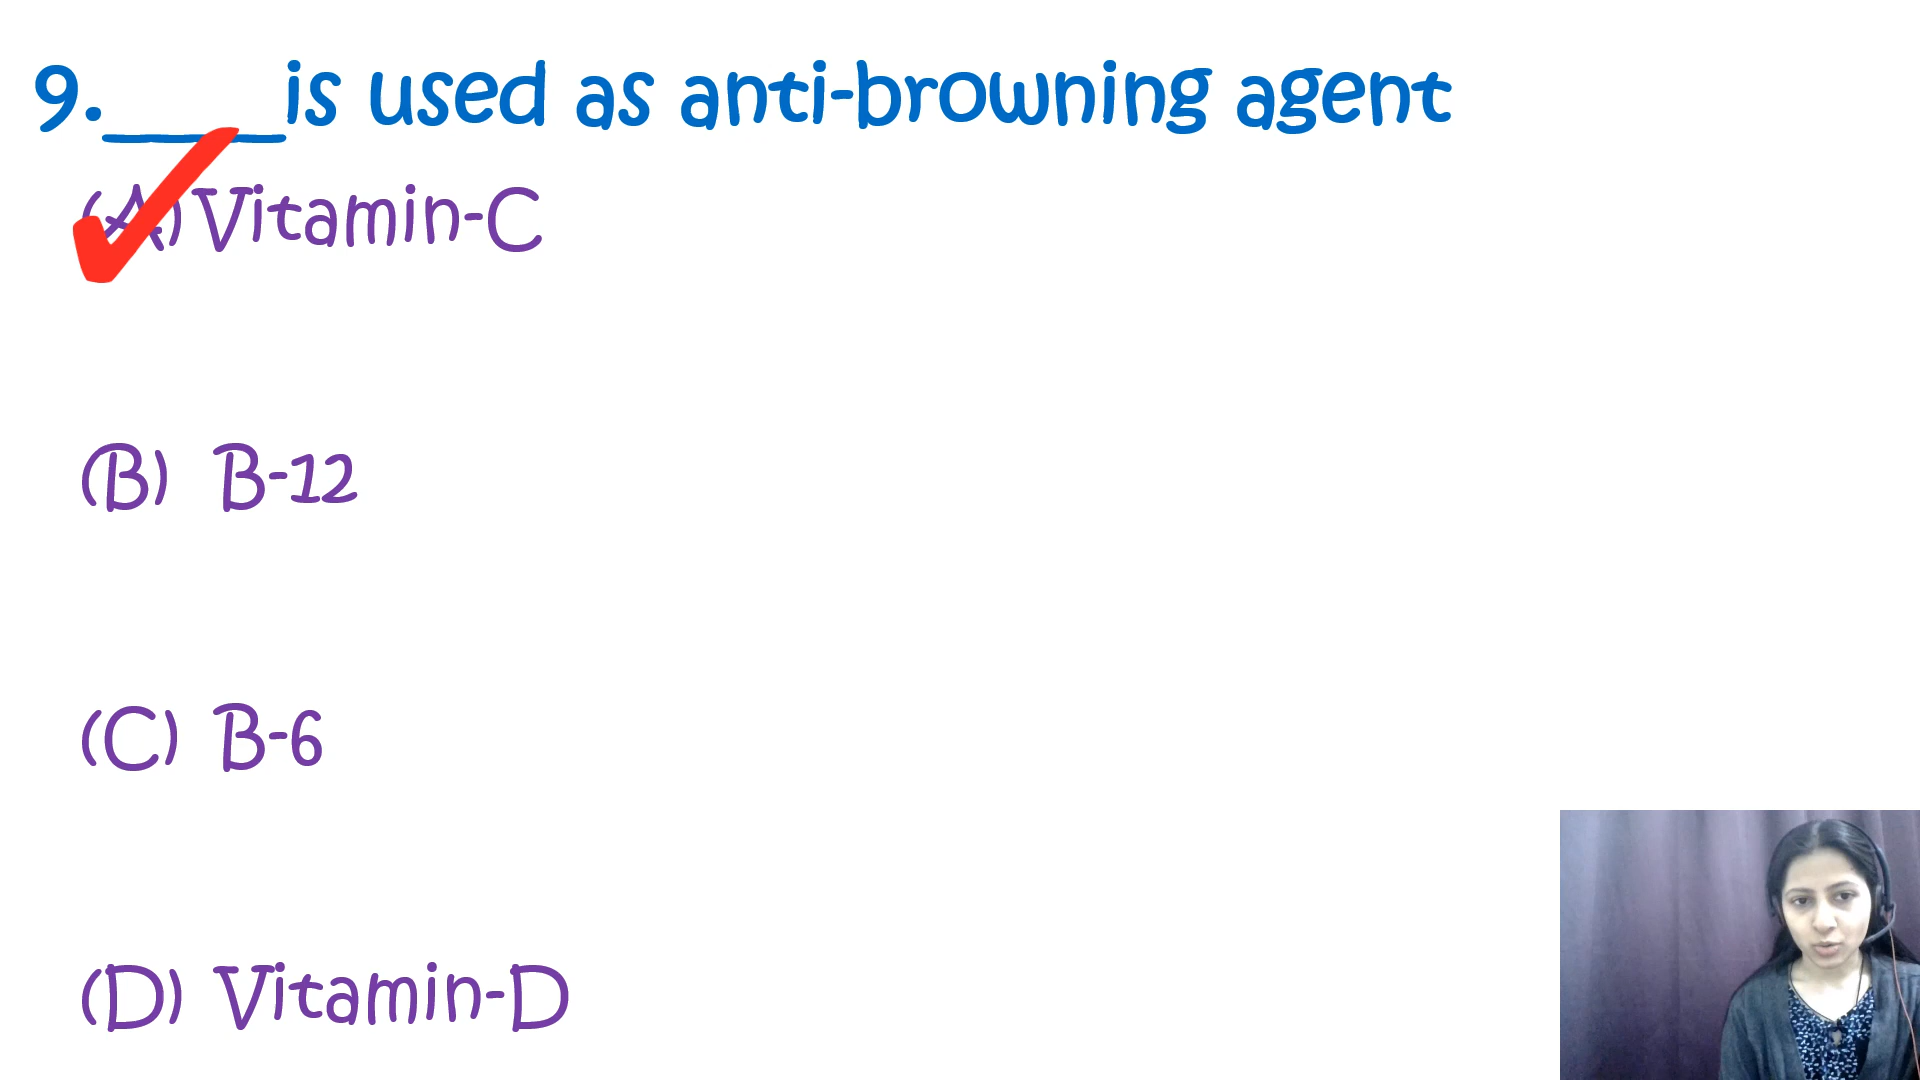 9.____is used as anti-browning agent
(A) Vitamin-C
(B) B-12
(C) B-6
(D) Vitamin-D